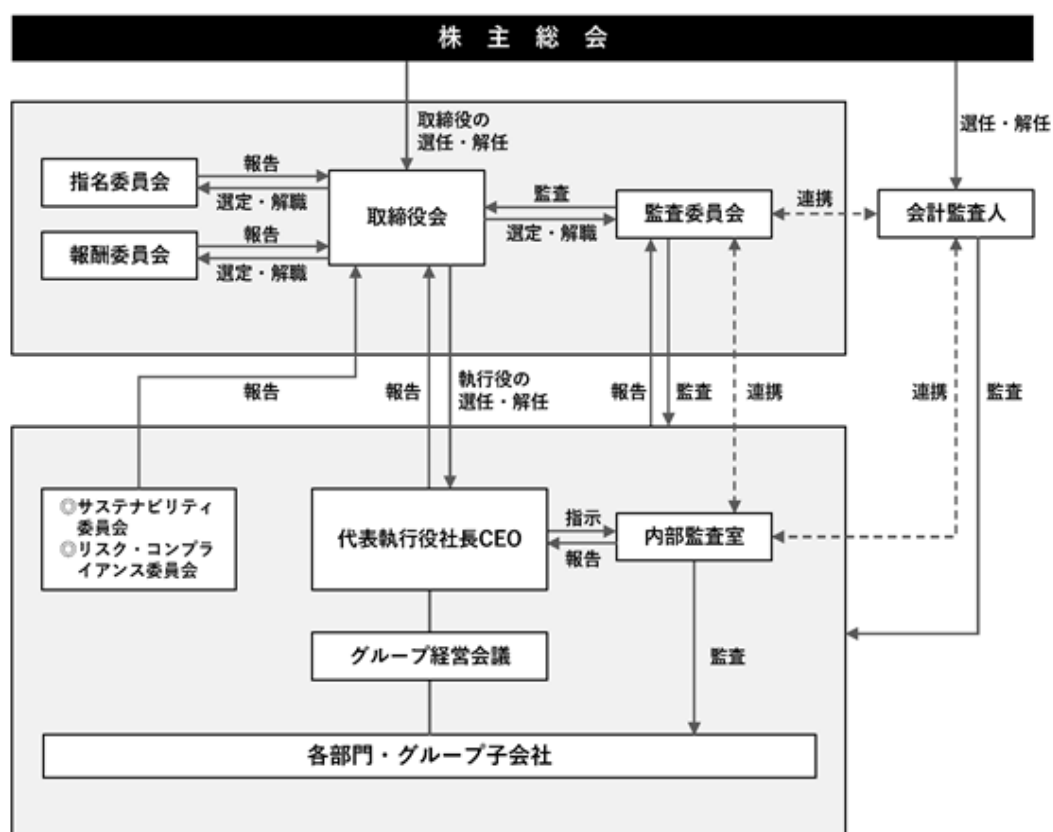 株主総会
取締役の
選任・解任
選任・解任
指名委員会
報告
選定・解職
取締役会
監査
選定・解職
監査委員会
連携
会計監査人
報酬委員会
報告
選定・解職
報告
報告
執行役の
選任・解任
報告
監査
連携
連携
監査
◎サステナビリティ
委員会
◎リスク・コンプラ
イアンス委員会
代表執行役社長CEO
指示
報告
内部監査室
グループ経営会議
監査
各部門・グループ子会社